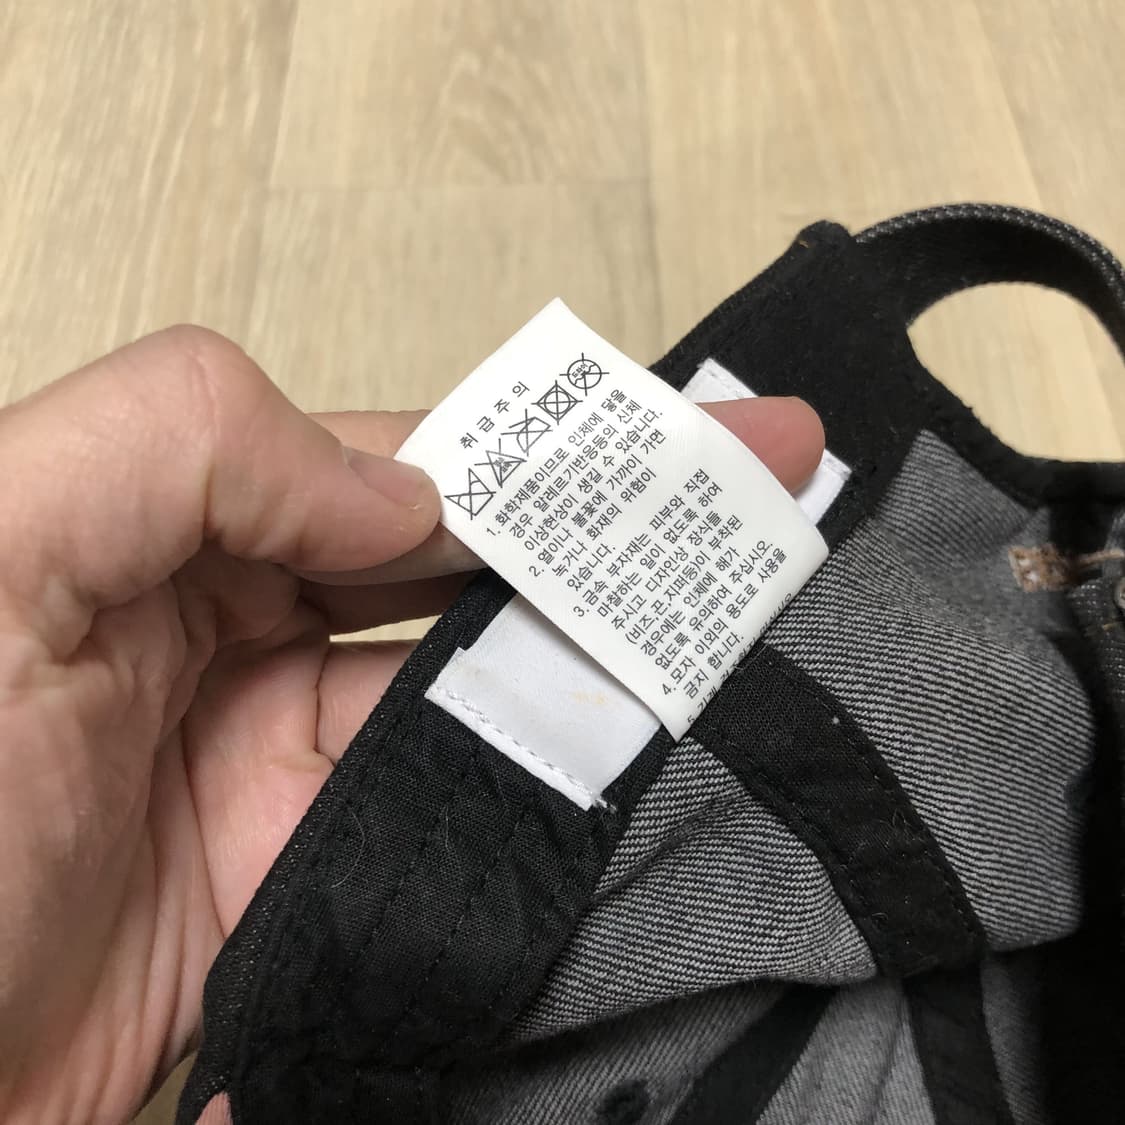 취급주의
1. 화학제품이므로 인체에 닿을
경우 알레르기반응등의 신체
이상현상이 생길 수 있습니다.
2. 열이나 불꽃에 가까이 가면
녹거나 화재의 위험이
있습니다.
3. 금속 부자재는 피부와 직접
마찰하는 일이 없도록 하여
주시고 디자인상 장식들
(비즈,끈,지퍼등)이 부착된
경우에는 인체에 해가
없도록 유의하여 주십시오.
4. 모자 이외의 용도로 사용을
금지 합니다.
5.